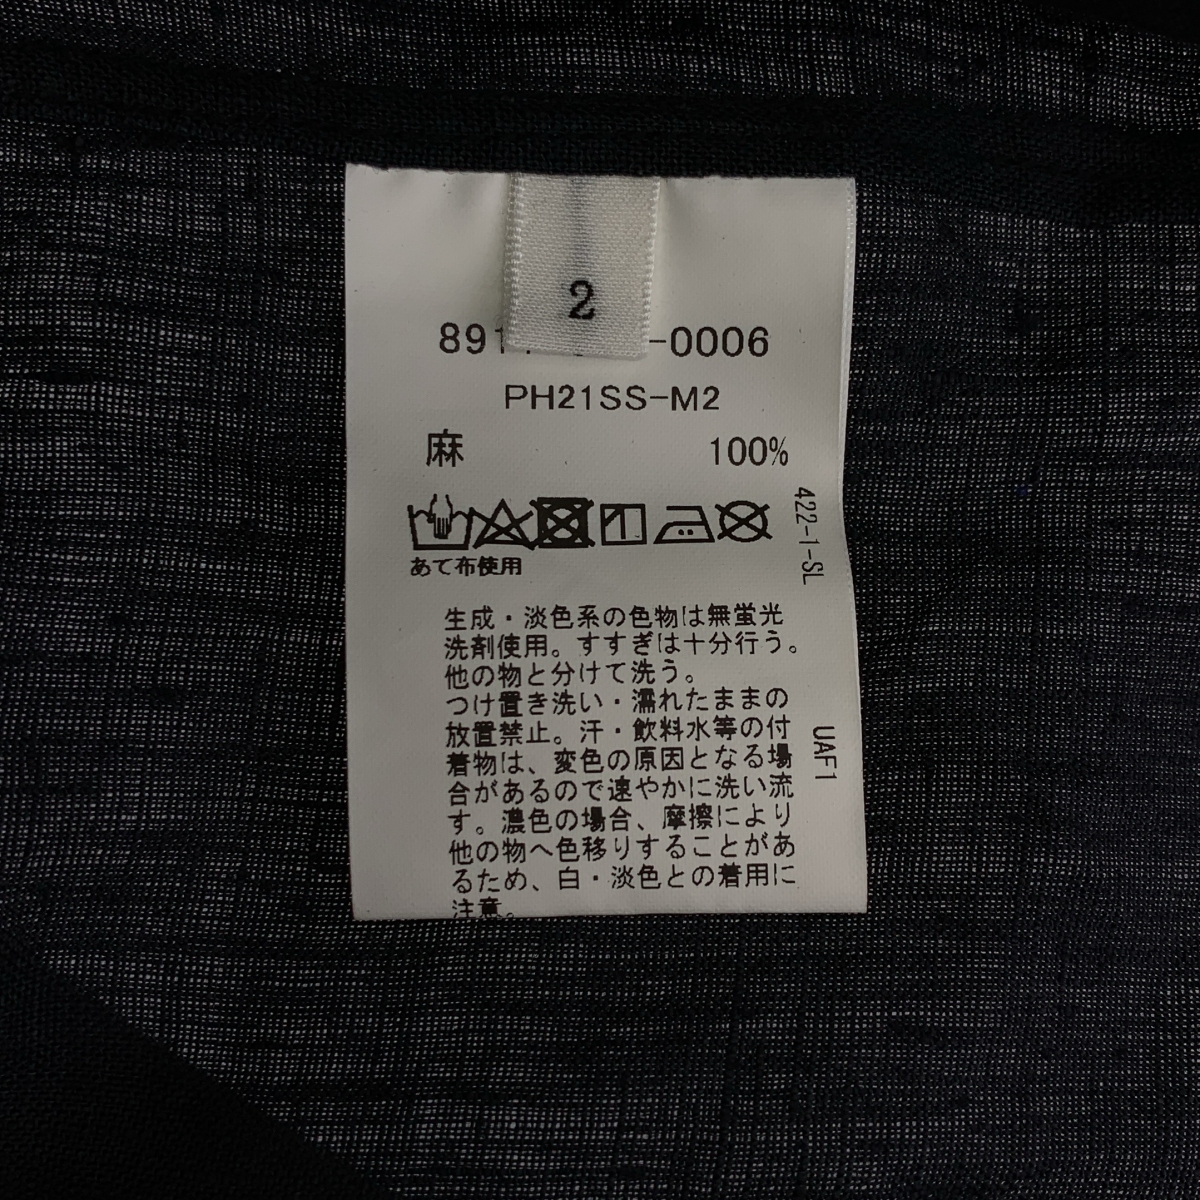 2
89 -0006
PH21SS-M2
麻 100%
あて布使用
422-1-SL
生成・淡色系の色物は無蛍光
洗剤使用。すすぎは十分行う。
他の物と分けて洗う。
つけ置き洗い・濡れたままの
放置禁止。汗・飲料水等の付
着物は、変色の原因となる場
合があるので速やかに洗い流
す。濃色の場合、摩擦により
他の物へ色移りすることがあ
るため、白・淡色との着用に
注意。
UAF1